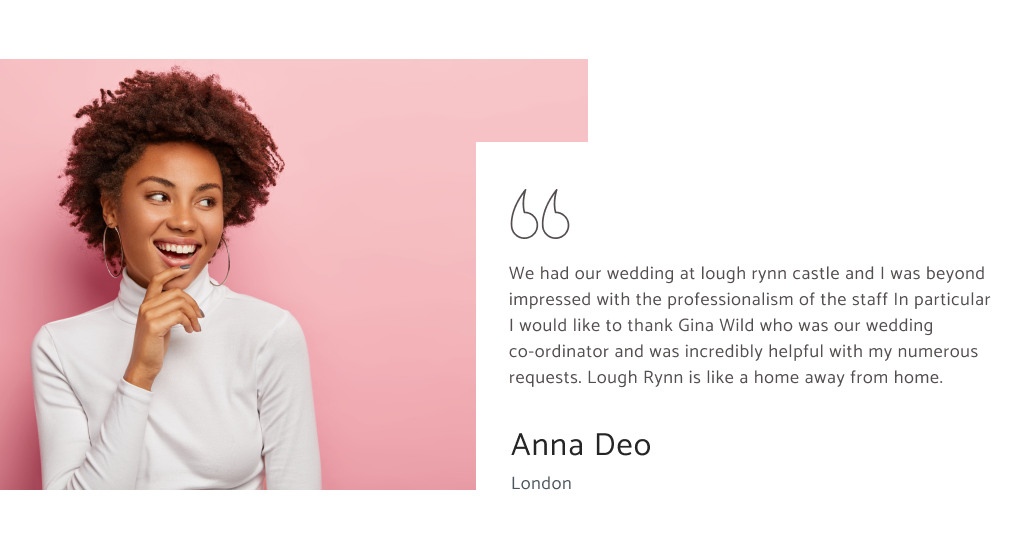 We had our wedding at lough rynn castle and I was beyond
impressed with the professionalism of the staff In particular
I would like to thank Gina Wild who was our wedding
co-ordinator and was incredibly helpful with my numerous
requests. Lough Rynn is like a home away from home.
Anna Deo
London